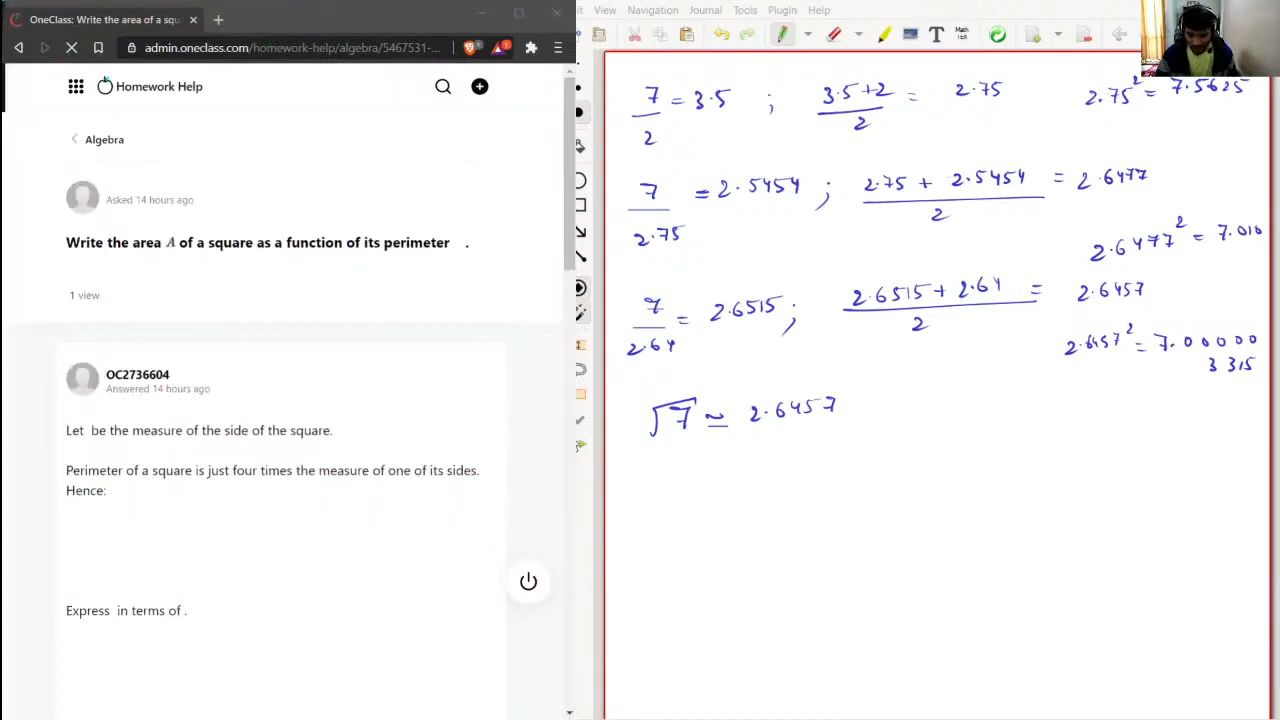 OneClass: Write the area of a squ
admin.oneclass.com/homework-help/algebra/5467531-...
Homework Help
Algebra
Asked 14 hours ago
Write the area A of a square as a function of its perimeter .
1 view
OC2736604
Answered 14 hours ago
Let be the measure of the side of the square.
Perimeter of a square is just four times the measure of one of its sides.
Hence:
Express in terms of .
it View Navigation Journal Tools Plugin Help
7/2 = 3.5 ; (3.5+2)/2 = 2.75 2.75² = 7.5625
7/2.75 = 2.5454 ; (2.75 + 2.5454)/2 = 2.6477
2.6477² = 7.010
7/2.64 = 2.6515 ; (2.6515 + 2.64)/2 = 2.6457
2.6457² = 7.00000
3315
√7 ≃ 2.6457